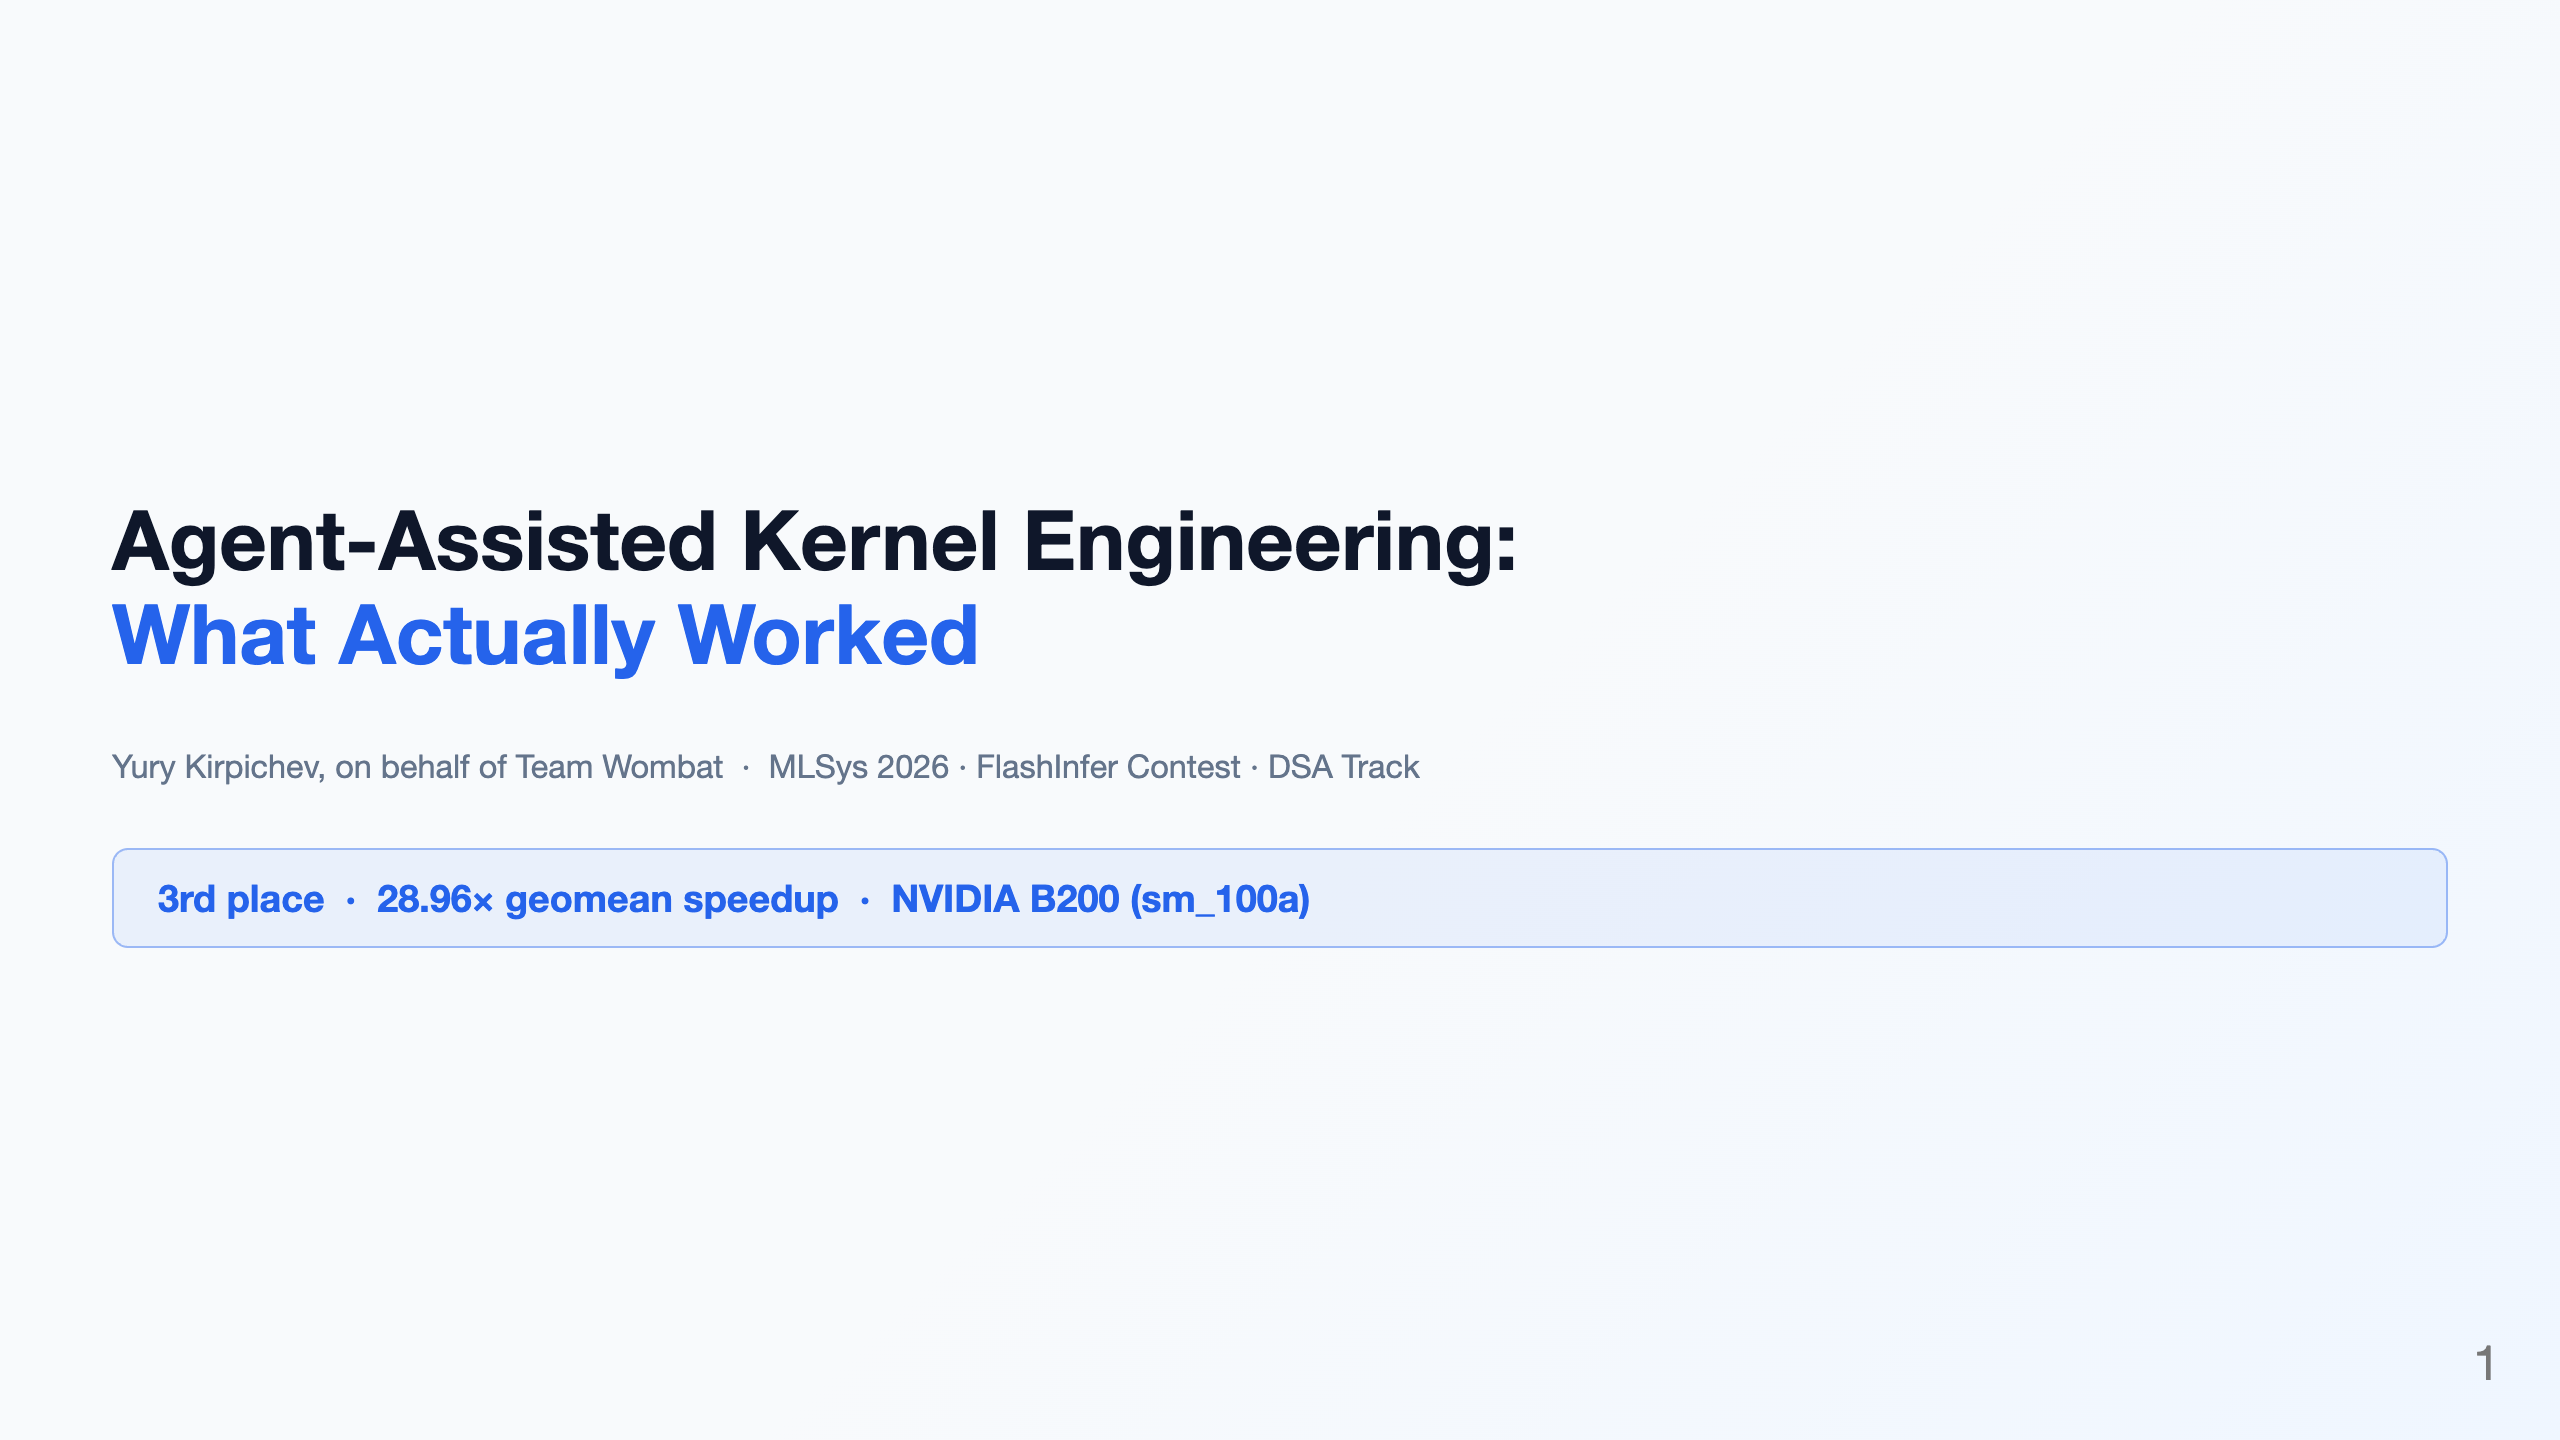 Agent-Assisted Kernel Engineering:
What Actually Worked
Yury Kirpichev, on behalf of Team Wombat · MLSys 2026 · FlashInfer Contest · DSA Track
3rd place · 28.96× geomean speedup · NVIDIA B200 (sm_100a)
1